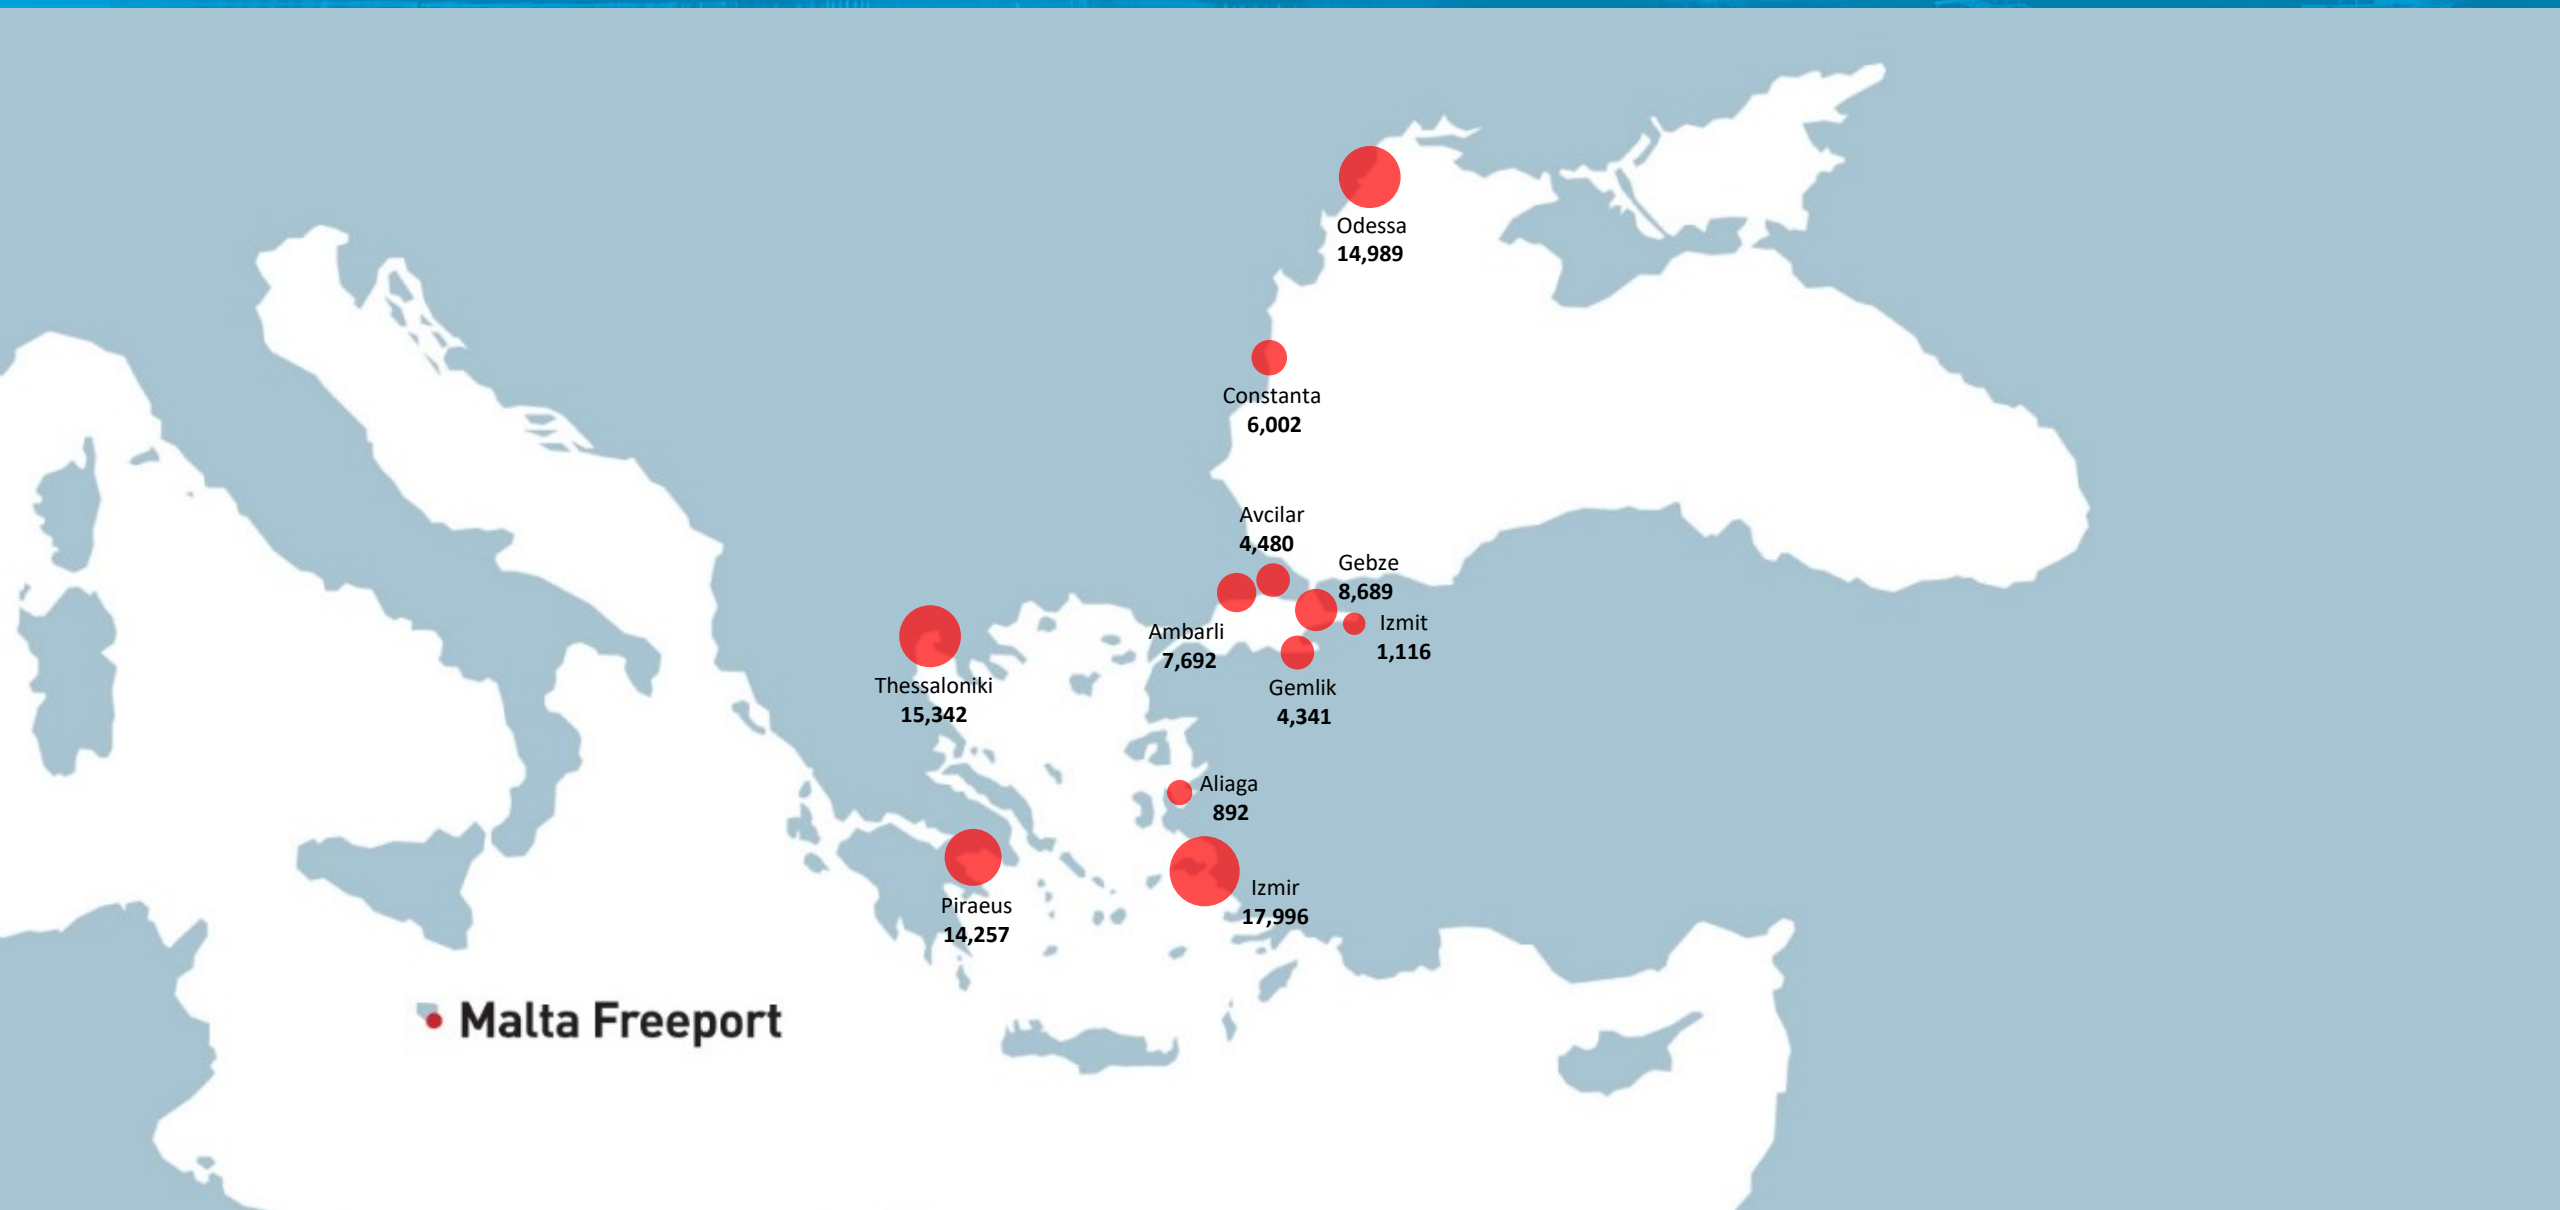 Odessa
14,989
Constanta
6,002
Avcilar
4,480
Gebze
8,689
Izmit
1,116
Ambarli
7,692
Thessaloniki
15,342
Gemlik
4,341
Aliaga
892
Izmir
17,996
Piraeus
14,257
Malta Freeport